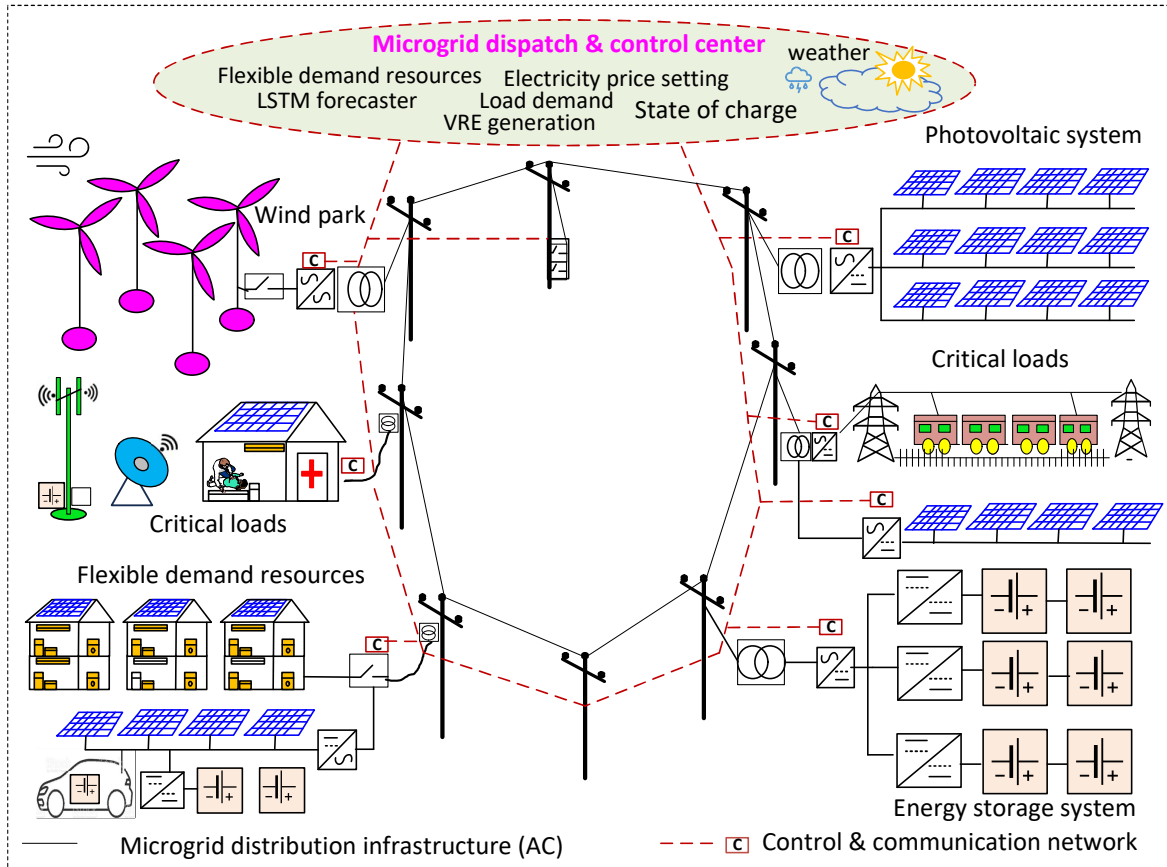 Microgrid dispatch & control center
weather
Flexible demand resources
Electricity price setting
LSTM forecaster
Load demand
State of charge
VRE generation
Photovoltaic system
Wind park
C
C
Critical loads
C
C
Critical loads
C
Flexible demand resources
C
C
Energy storage system
Microgrid distribution infrastructure (AC)
C
Control & communication network